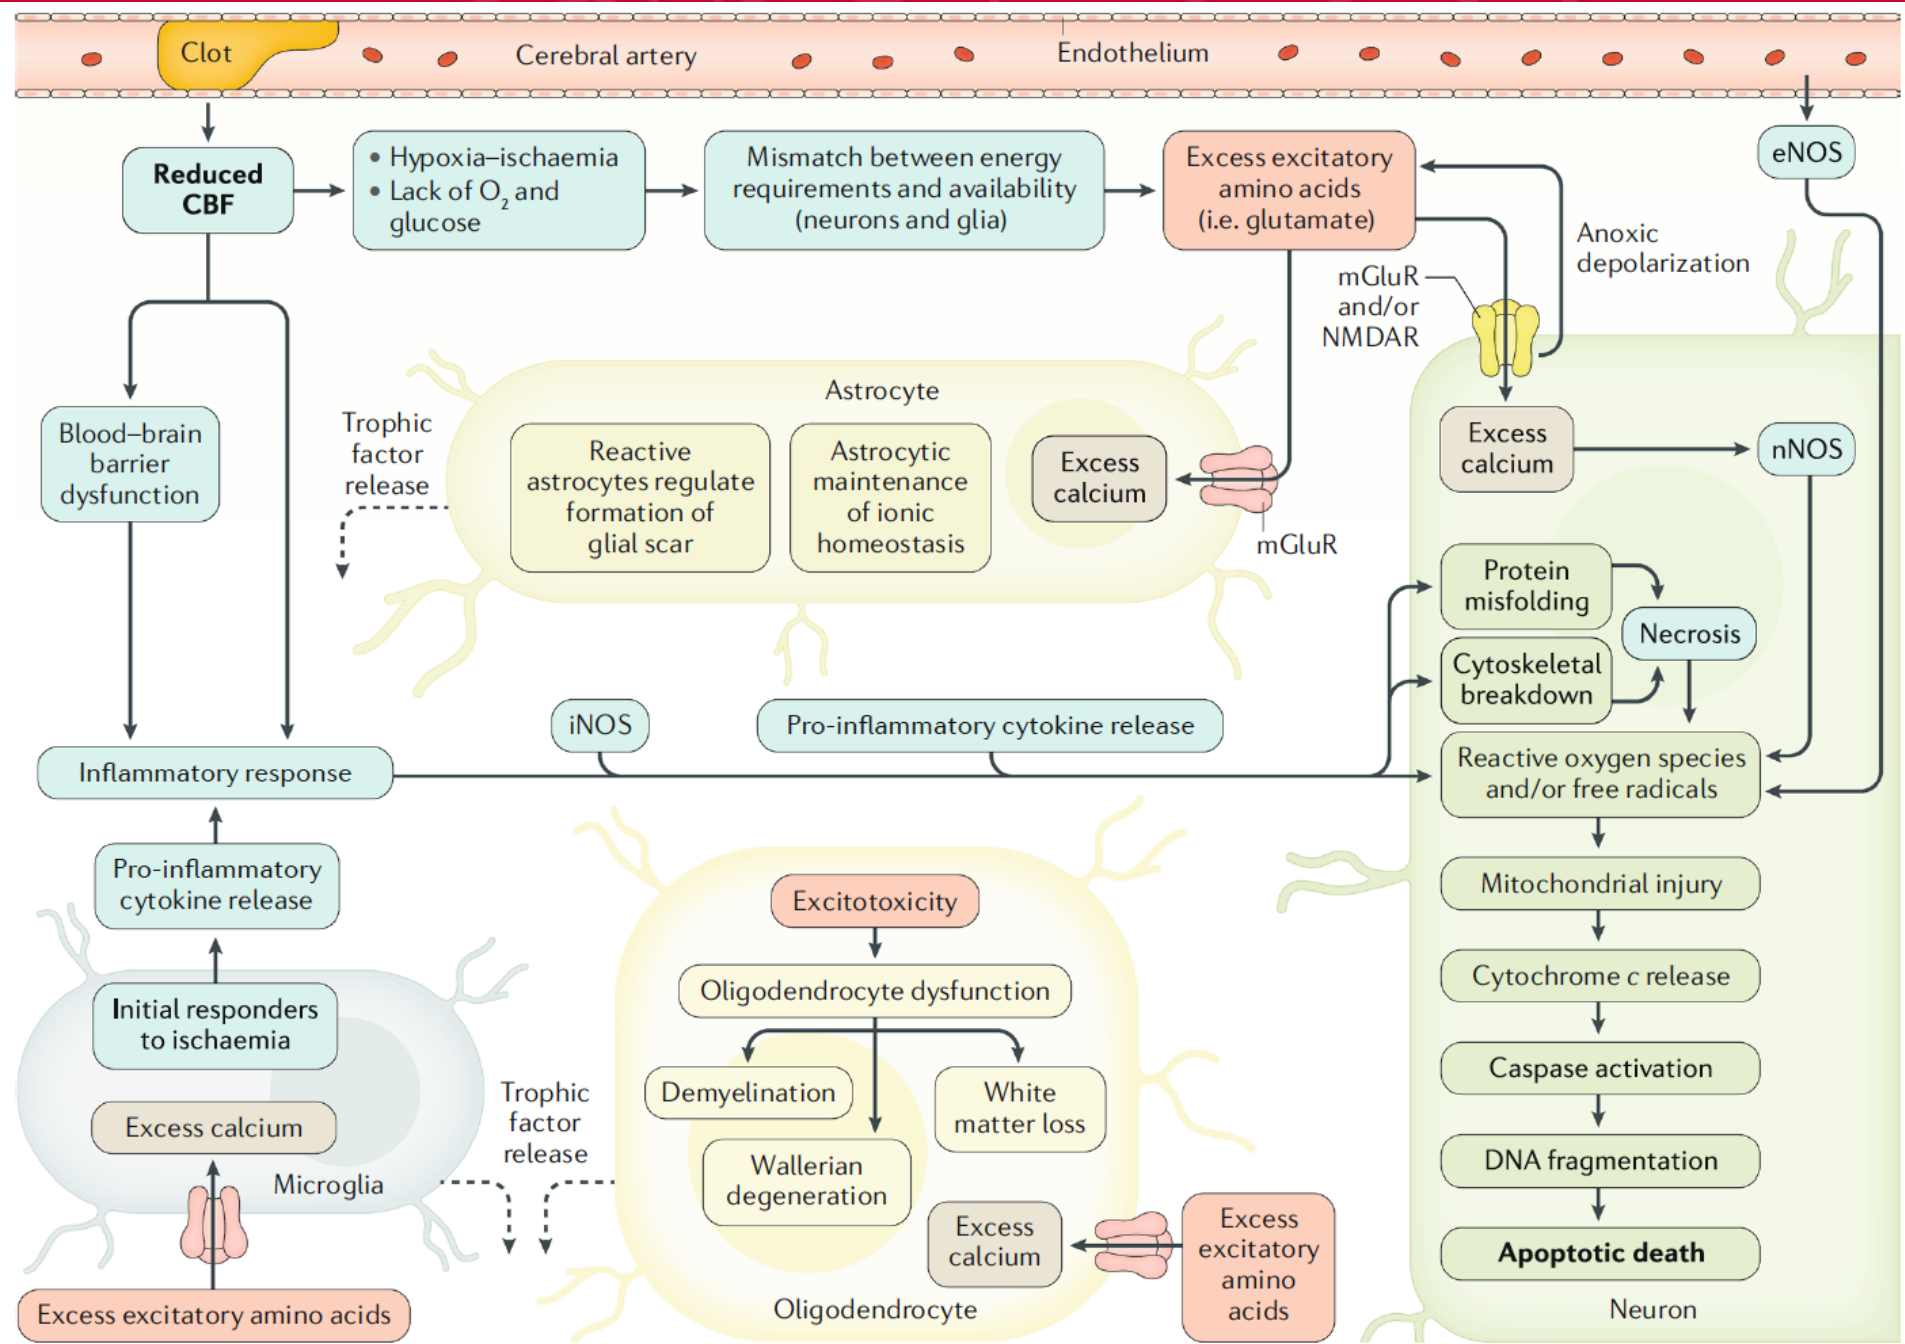 Clot
Cerebral artery
Endothelium
Reduced
CBF
• Hypoxia–ischaemia
• Lack of O₂ and
glucose
Mismatch between energy
requirements and availability
(neurons and glia)
Excess excitatory
amino acids
(i.e. glutamate)
eNOS
Anoxic
depolarization
mGluR
and/or
NMDAR
Astrocyte
Blood–brain
barrier
dysfunction
Trophic
factor
release
Reactive
astrocytes regulate
formation of
glial scar
Astrocytic
maintenance
of ionic
homeostasis
Excess
calcium
mGluR
Excess
calcium
nNOS
Protein
misfolding
Necrosis
Cytoskeletal
breakdown
iNOS
Pro-inflammatory cytokine release
Inflammatory response
Reactive oxygen species
and/or free radicals
Pro-inflammatory
cytokine release
Initial responders
to ischaemia
Excess calcium
Microglia
Excess excitatory amino acids
Trophic
factor
release
Excitotoxicity
Oligodendrocyte dysfunction
Demyelination
White
matter loss
Wallerian
degeneration
Excess
calcium
Excess
excitatory
amino
acids
Oligodendrocyte
Mitochondrial injury
Cytochrome c release
Caspase activation
DNA fragmentation
Apoptotic death
Neuron